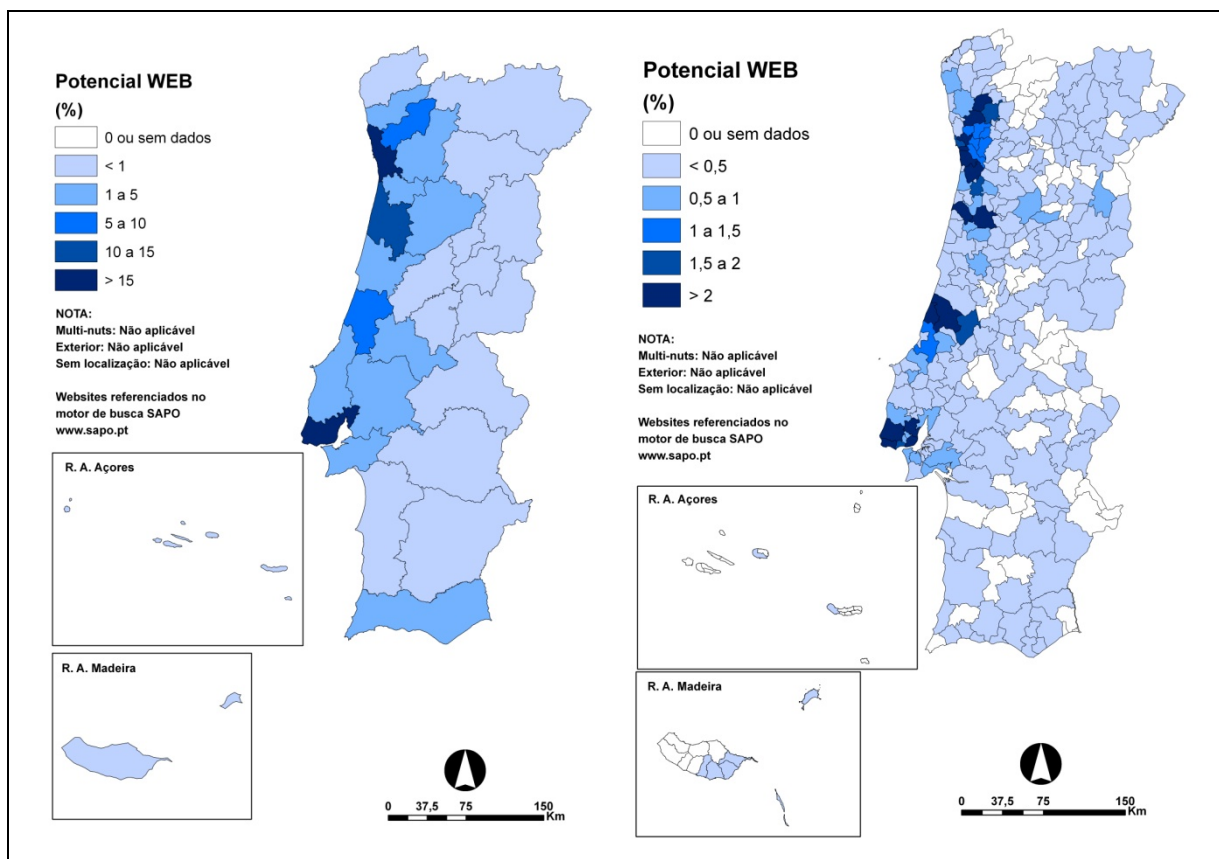 Potencial WEB
(%)
0 ou sem dados
< 1
1 a 5
5 a 10
10 a 15
> 15
NOTA:
Multi-nuts: Não aplicável
Exterior: Não aplicável
Sem localização: Não aplicável
Websites referenciados no
motor de busca SAPO
www.sapo.pt
R. A. Açores
R. A. Madeira
0 37,5 75 150
Km
Potencial WEB
(%)
0 ou sem dados
< 0,5
0,5 a 1
1 a 1,5
1,5 a 2
> 2
NOTA:
Multi-nuts: Não aplicável
Exterior: Não aplicável
Sem localização: Não aplicável
Websites referenciados no
motor de busca SAPO
www.sapo.pt
R. A. Açores
R. A. Madeira
0 37,5 75 150
Km